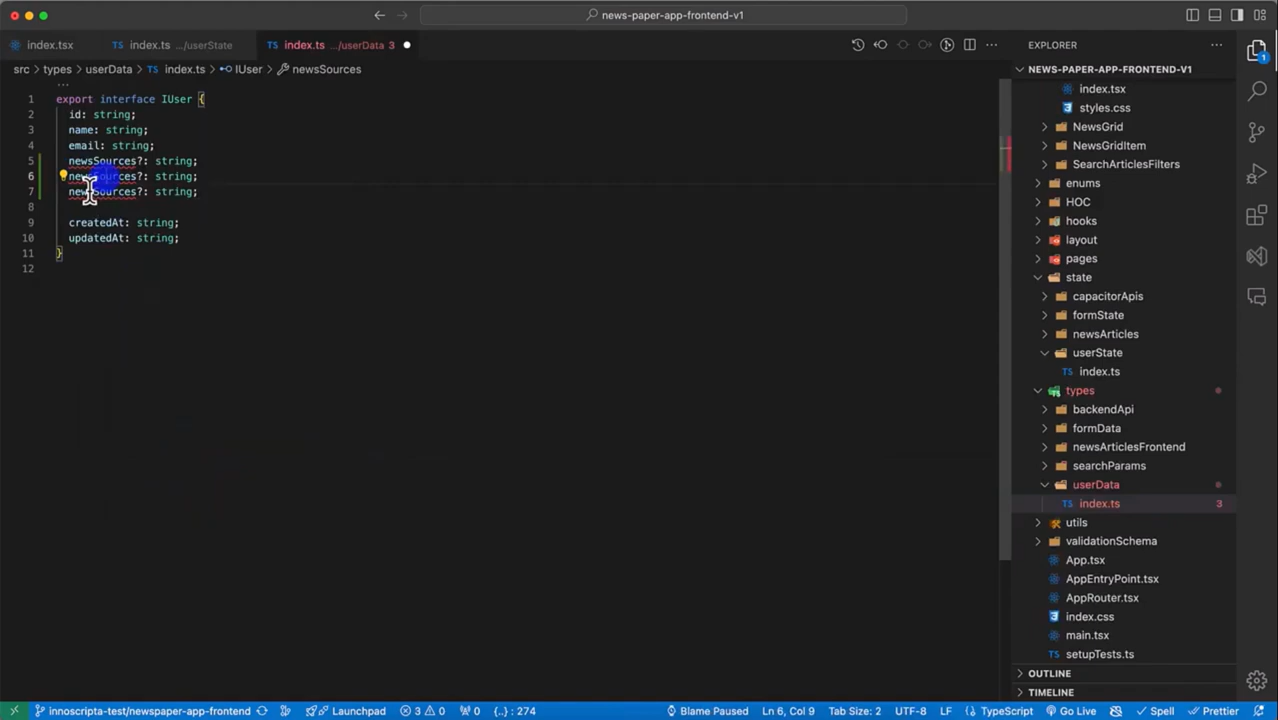 news-paper-app-frontend-v1
index.tsx
index.ts .../userState
index.ts .../userData 3
src > types > userData > TS index.ts > IUser > newsSources
1 export interface IUser {
2 id: string;
3 name: string;
4 email: string;
5 newsSources?: string;
6 newsSources?: string;
7 newsSources?: string;
8
9 createdAt: string;
10 updatedAt: string;
11 }
12
EXPLORER
NEWS-PAPER-APP-FRONTEND-V1
index.tsx
styles.css
NewsGrid
NewsGridItem
SearchArticlesFilters
enums
HOC
hooks
layout
pages
state
capacitorApis
formState
newsArticles
userState
TS index.ts
types
backendApi
formData
newsArticlesFrontend
searchParams
userData
TS index.ts 3
utils
validationSchema
App.tsx
AppEntryPoint.tsx
AppRouter.tsx
index.css
main.tsx
setupTests.ts
OUTLINE
TIMELINE
1
innoscripta-test/newspaper-app-frontend Launchpad 3 0 0 {..} : 274 Blame Paused Ln 6, Col 9 Tab Size: 2 UTF-8 LF {} TypeScript Go Live Spell Prettier